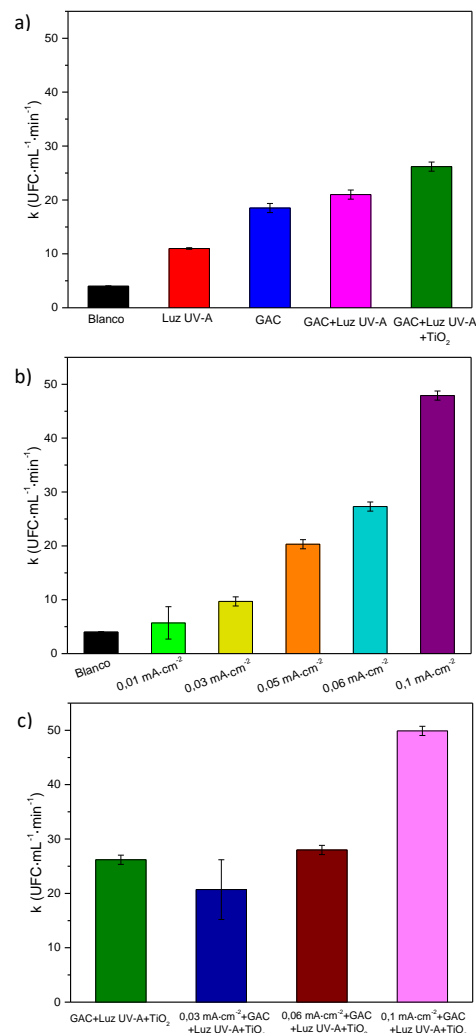 a)
k (UFC·mL⁻¹·min⁻¹)
50
40
30
20
10
0
Blanco
Luz UV-A
GAC
GAC+Luz UV-A
GAC+Luz UV-A
+TiO₂
b)
k (UFC·mL⁻¹·min⁻¹)
50
40
30
20
10
0
Blanco
0,01 mA·cm⁻²
0,03 mA·cm⁻²
0,05 mA·cm⁻²
0,06 mA·cm⁻²
0,1 mA·cm⁻²
c)
k (UFC·mL⁻¹·min⁻¹)
50
40
30
20
10
0
GAC+Luz UV-A+TiO₂
0,03 mA·cm⁻²+GAC
+Luz UV-A+TiO₂
0,06 mA·cm⁻²+GAC
+Luz UV-A+TiO₂
0,1 mA·cm⁻²+GAC
+Luz UV-A+TiO₂